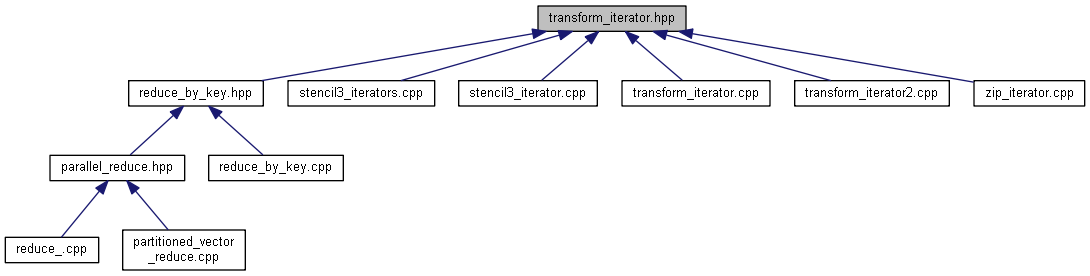 transform_iterator.hpp
reduce_by_key.hpp
stencil3_iterators.cpp
stencil3_iterator.cpp
transform_iterator.cpp
transform_iterator2.cpp
zip_iterator.cpp
parallel_reduce.hpp
reduce_by_key.cpp
reduce_.cpp
partitioned_vector
_reduce.cpp